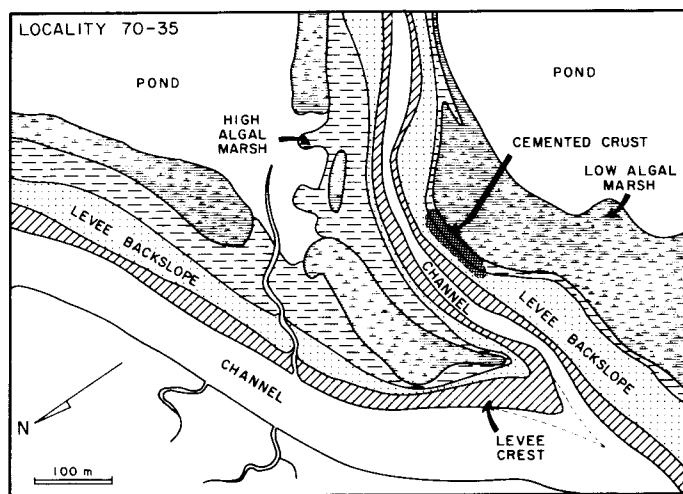 LOCALITY 70-35
POND
HIGH
ALGAL
MARSH
POND
CEMENTED CRUST
LOW ALGAL
MARSH
LEVEE BACKSLOPE
CHANNEL
LEVEE BACKSLOPE
CHANNEL
LEVEE
CREST
N
100 m